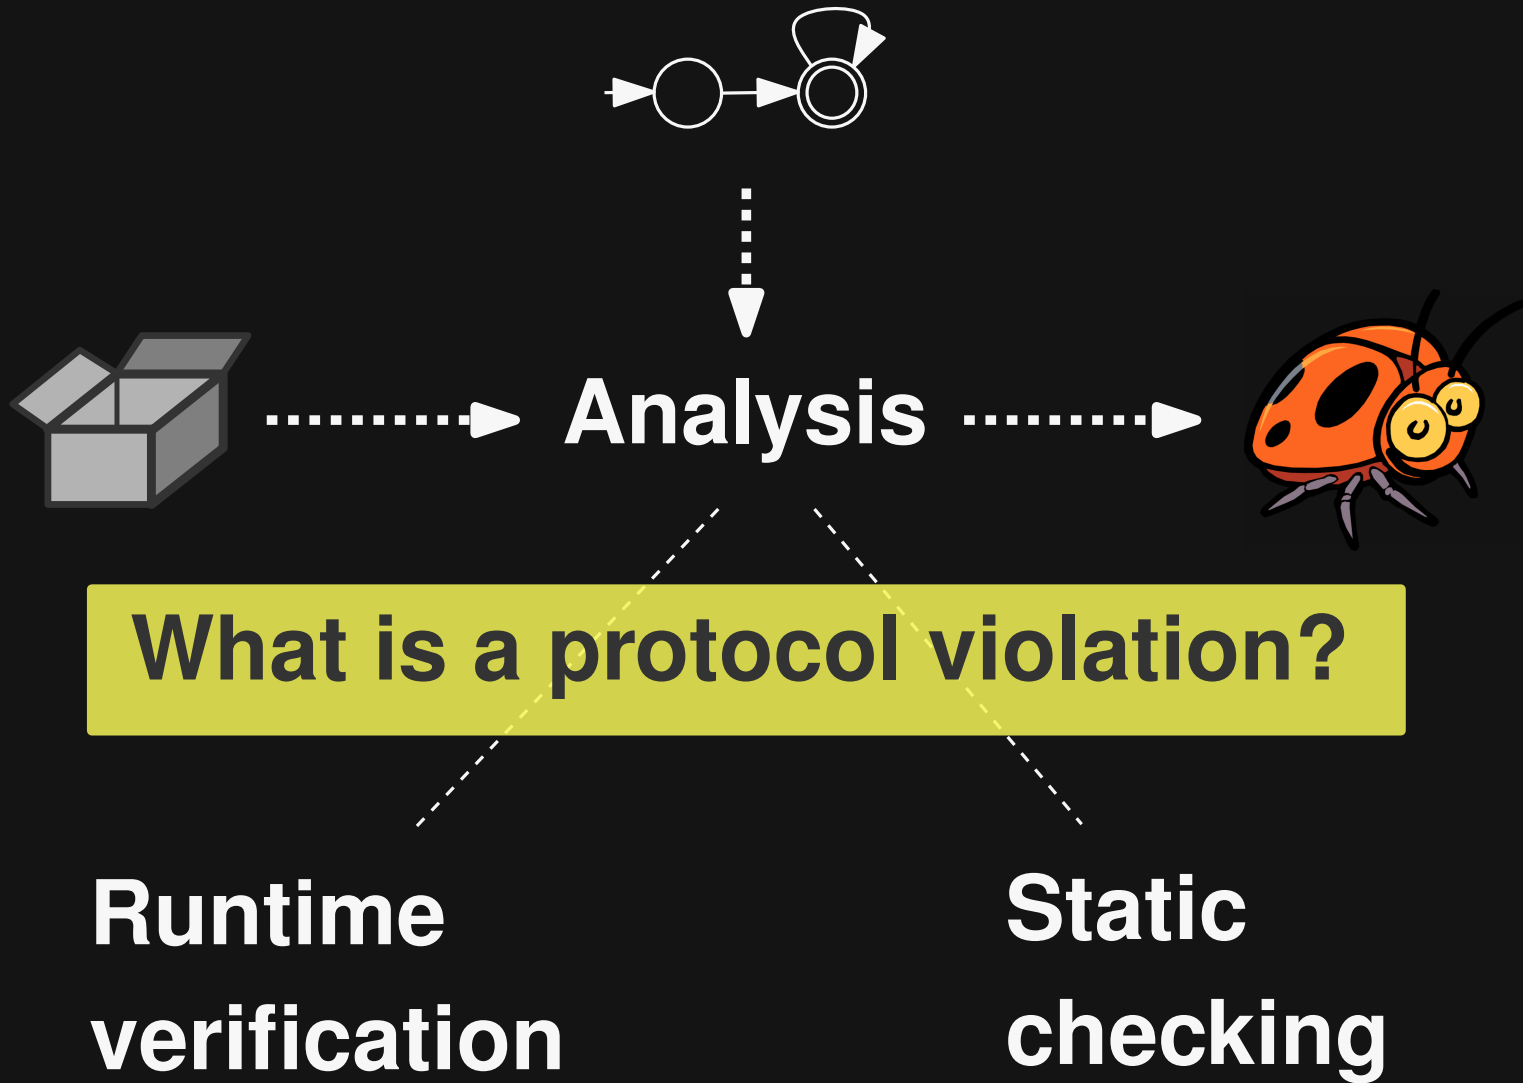 Analysis
What is a protocol violation?
Runtime
verification
Static
checking